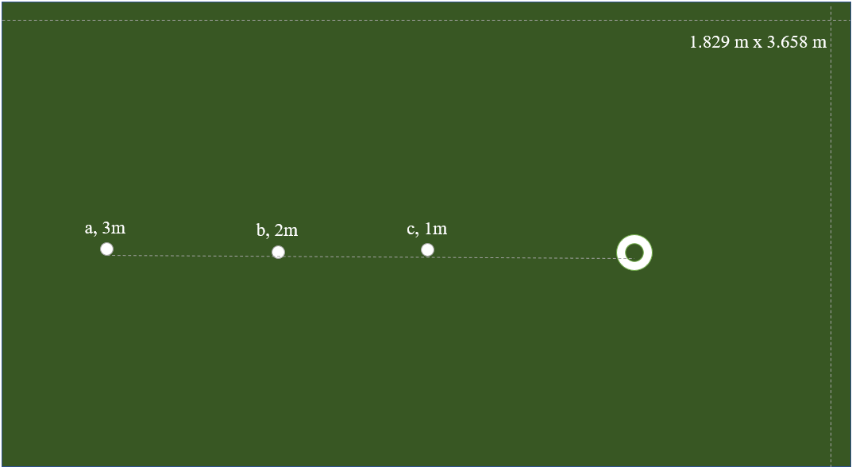 1.829 m x 3.658 m
a, 3m
b, 2m
c, 1m